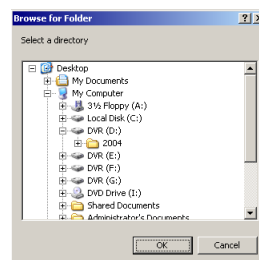 Browse for Folder
Select a directory
Desktop
My Documents
My Computer
3½ Floppy (A:)
Local Disk (C:)
DVR (D:)
2004
DVR (E:)
DVR (F:)
DVR (G:)
DVD Drive (I:)
Shared Documents
Administrator's Documents
OK Cancel